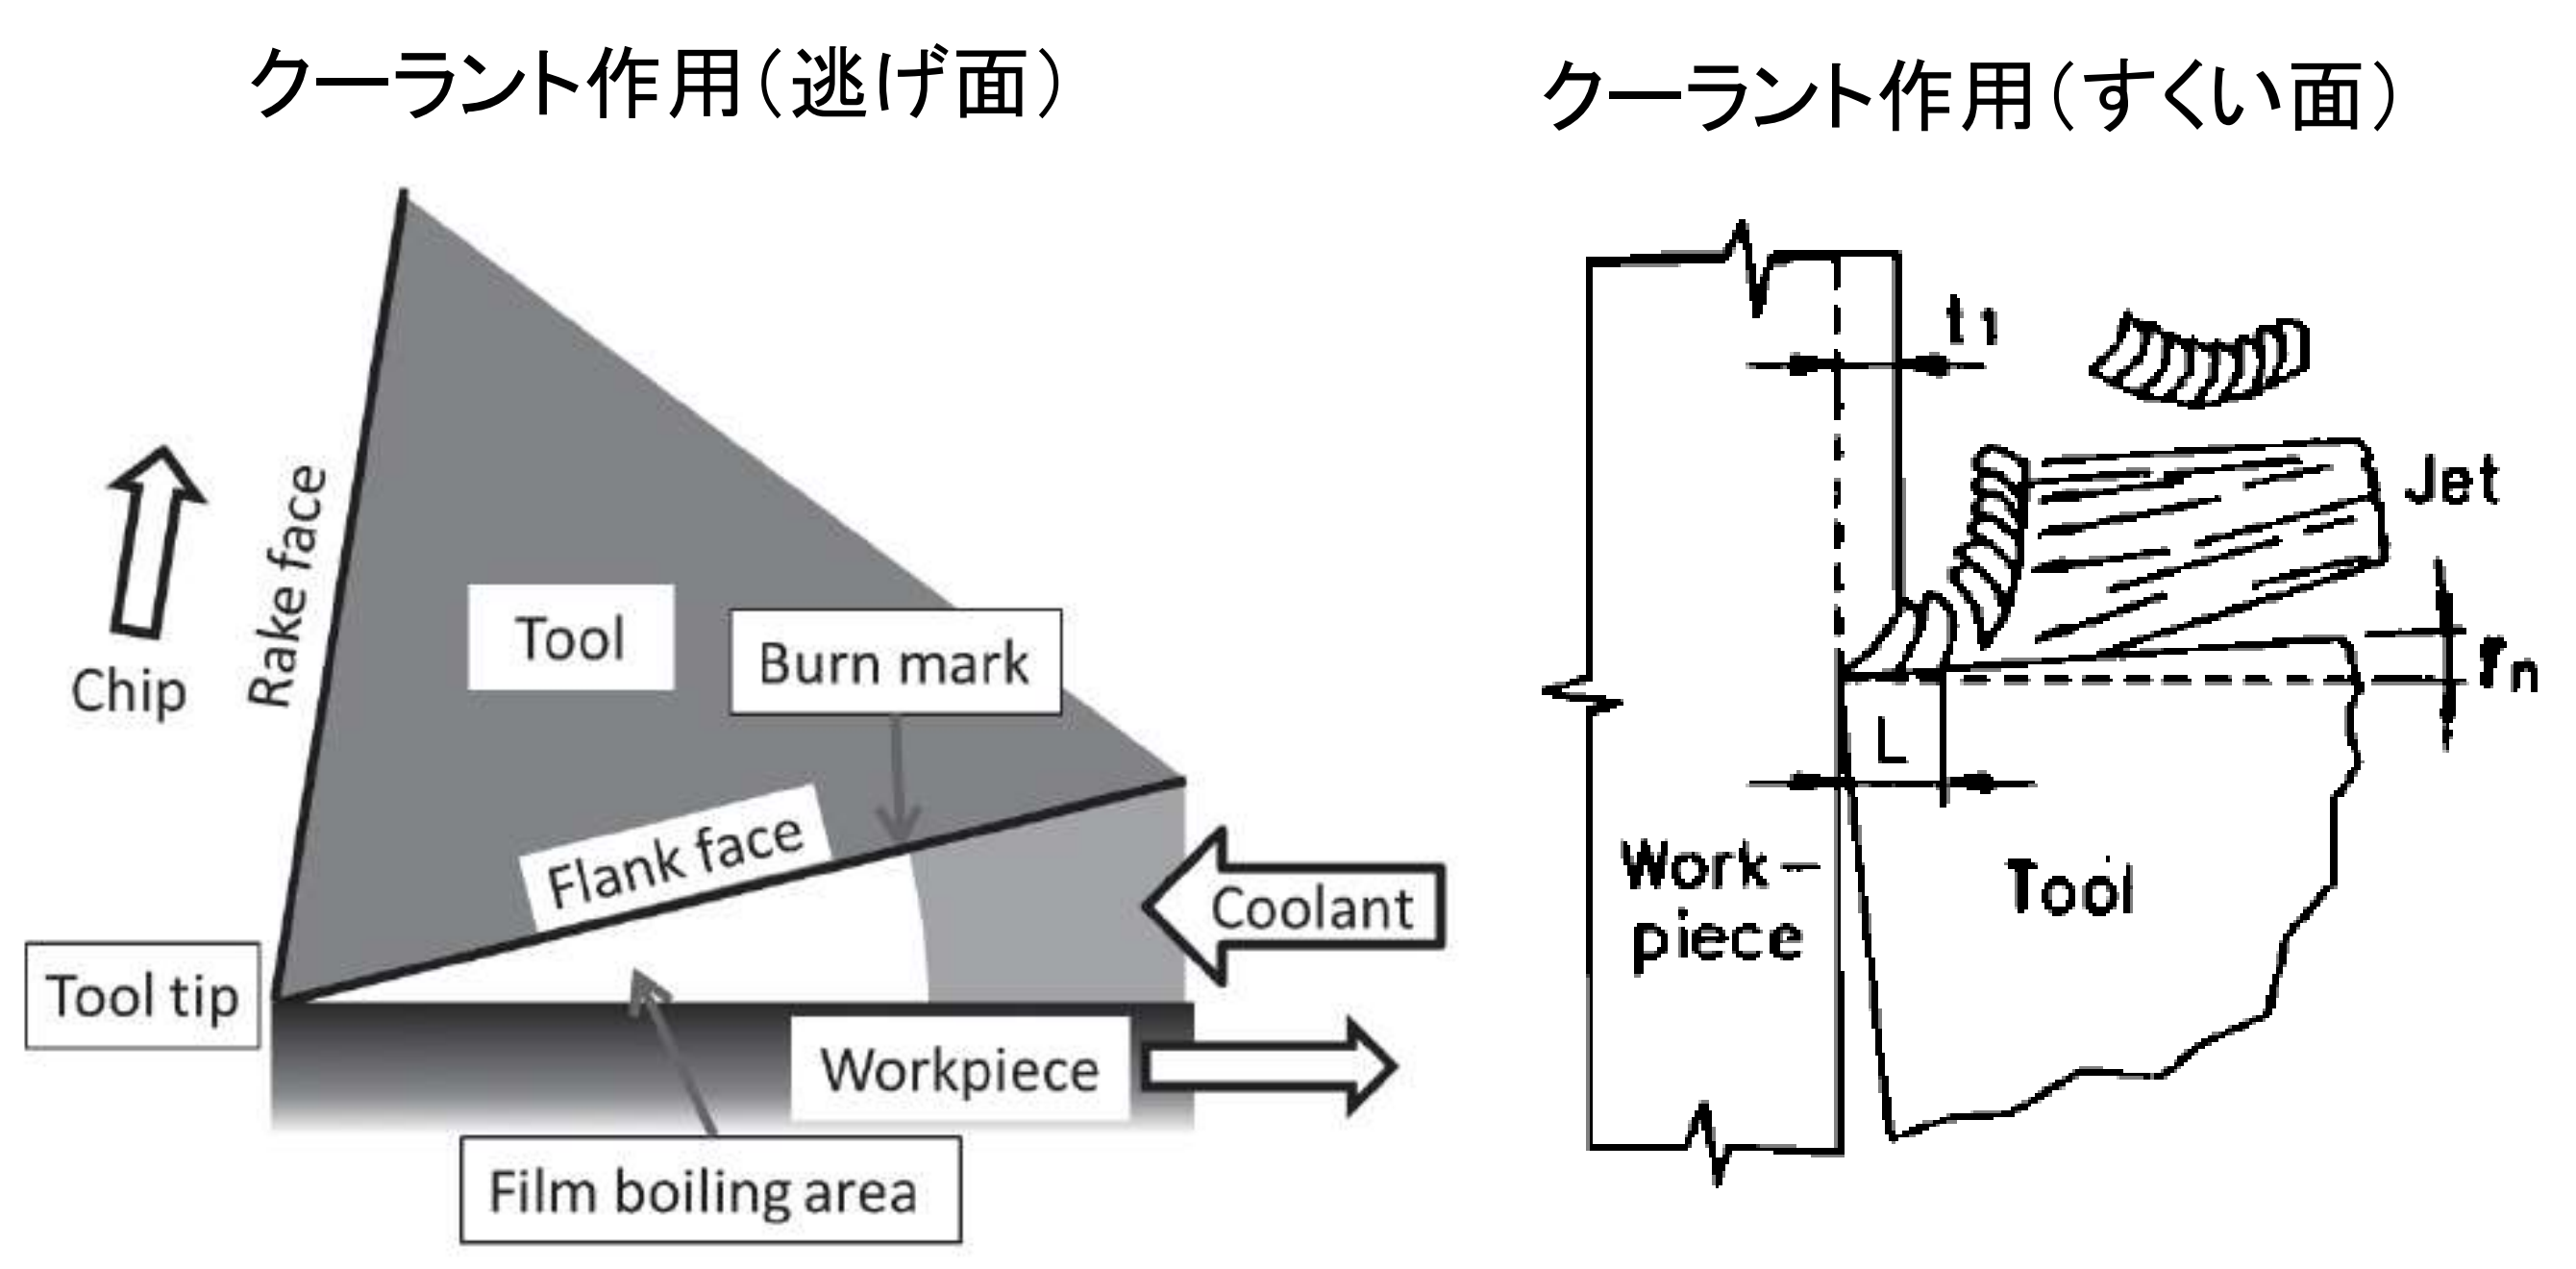 クーラント作用（逃げ面）
Chip
Rake face
Tool
Burn mark
Flank face
Coolant
Tool tip
Workpiece
Film boiling area
クーラント作用（すくい面）
t1
Jet
L
Work-
piece
Tool